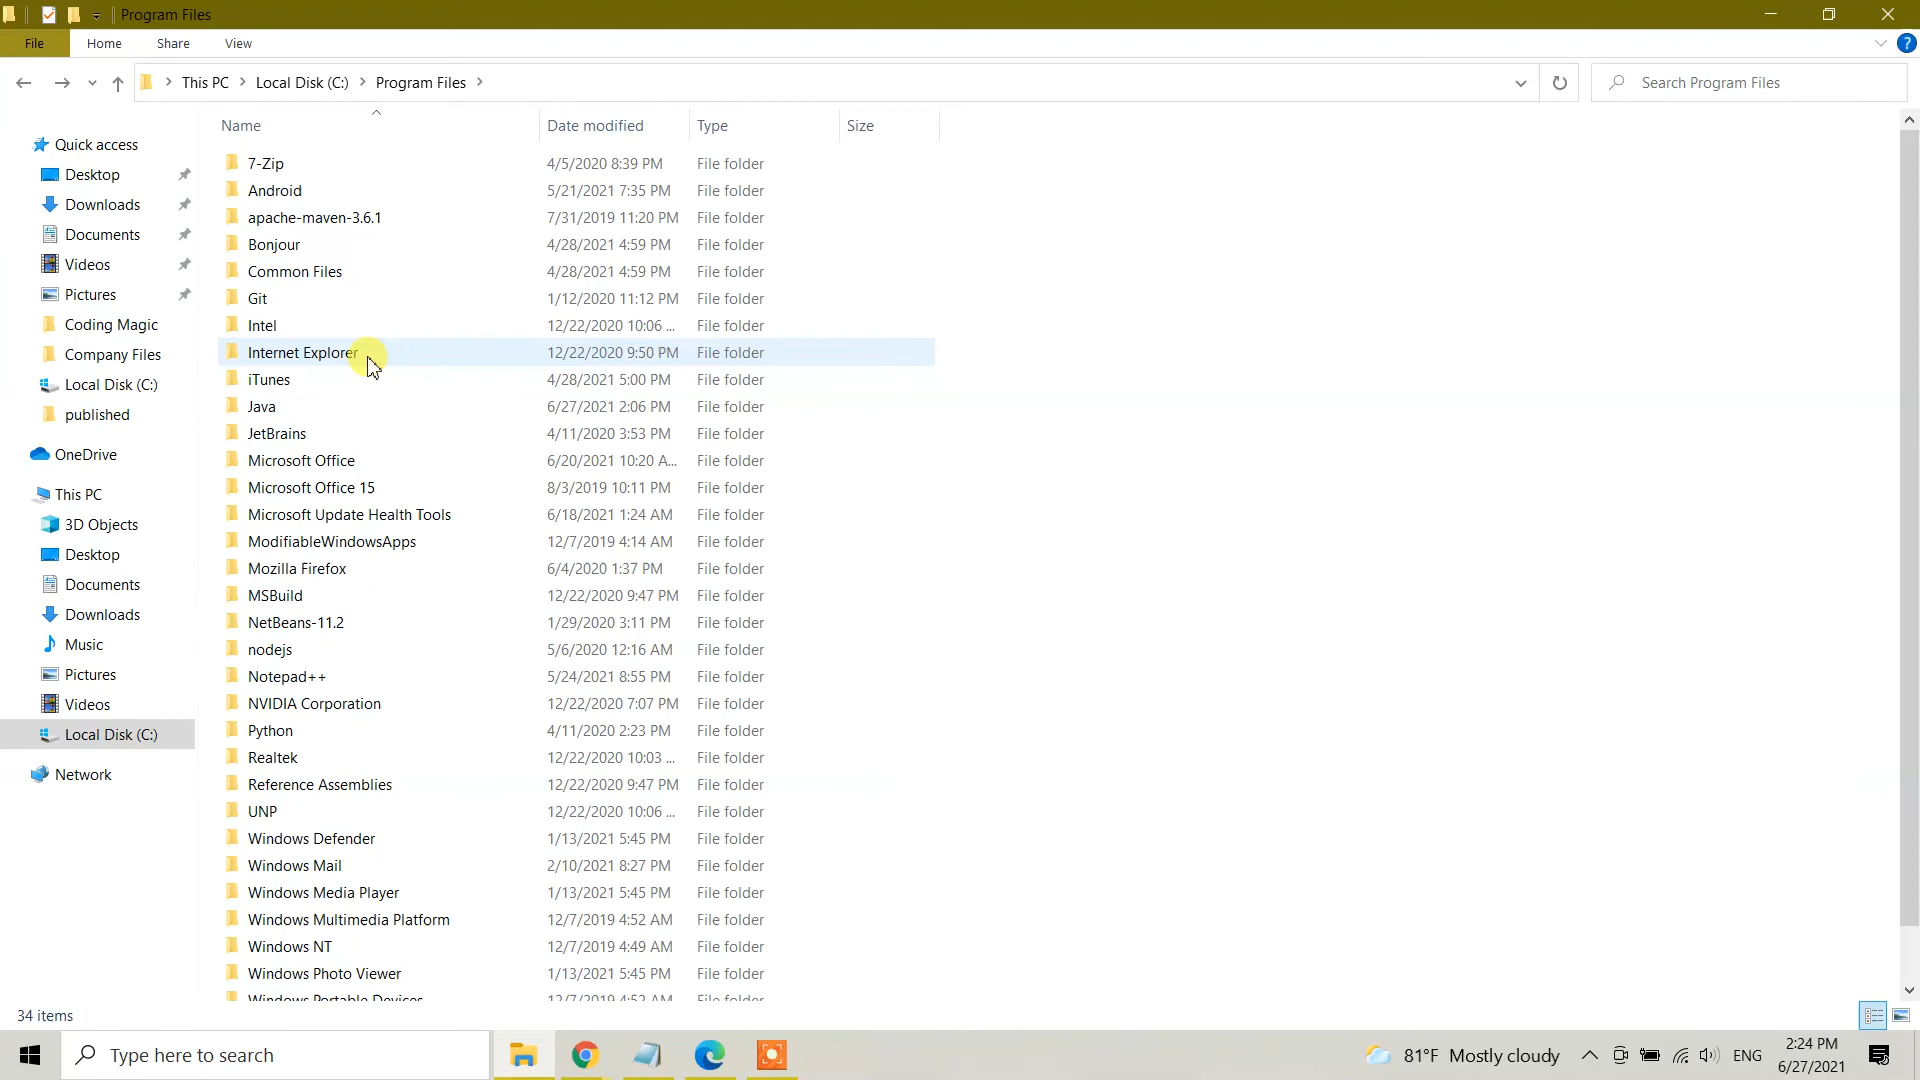 Program Files
File Home Share View
This PC Local Disk (C:) Program Files Search Program Files
Name Date modified Type Size
Quick access
Desktop
Downloads
Documents
Videos
Pictures
Coding Magic
Company Files
Local Disk (C:)
published
OneDrive
This PC
3D Objects
Desktop
Documents
Downloads
Music
Pictures
Videos
Local Disk (C:)
Network
7-Zip 4/5/2020 8:39 PM File folder
Android 5/21/2021 7:35 PM File folder
apache-maven-3.6.1 7/31/2019 11:20 PM File folder
Bonjour 4/28/2021 4:59 PM File folder
Common Files 4/28/2021 4:59 PM File folder
Git 1/12/2020 11:12 PM File folder
Intel 12/22/2020 10:06 ... File folder
Internet Explorer 12/22/2020 9:50 PM File folder
iTunes 4/28/2021 5:00 PM File folder
Java 6/27/2021 2:06 PM File folder
JetBrains 4/11/2020 3:53 PM File folder
Microsoft Office 6/20/2021 10:20 A... File folder
Microsoft Office 15 8/3/2019 10:11 PM File folder
Microsoft Update Health Tools 6/18/2021 1:24 AM File folder
ModifiableWindowsApps 12/7/2019 4:14 AM File folder
Mozilla Firefox 6/4/2020 1:37 PM File folder
MSBuild 12/22/2020 9:47 PM File folder
NetBeans-11.2 1/29/2020 3:11 PM File folder
nodejs 5/6/2020 12:16 AM File folder
Notepad++ 5/24/2021 8:55 PM File folder
NVIDIA Corporation 12/22/2020 7:07 PM File folder
Python 4/11/2020 2:23 PM File folder
Realtek 12/22/2020 10:03 ... File folder
Reference Assemblies 12/22/2020 9:47 PM File folder
UNP 12/22/2020 10:06 ... File folder
Windows Defender 1/13/2021 5:45 PM File folder
Windows Mail 2/10/2021 8:27 PM File folder
Windows Media Player 1/13/2021 5:45 PM File folder
Windows Multimedia Platform 12/7/2019 4:52 AM File folder
Windows NT 12/7/2019 4:49 AM File folder
Windows Photo Viewer 1/13/2021 5:45 PM File folder
Windows Portable Devices 12/7/2019 4:52 AM File folder
34 items
Type here to search
81°F Mostly cloudy ENG 2:24 PM
6/27/2021